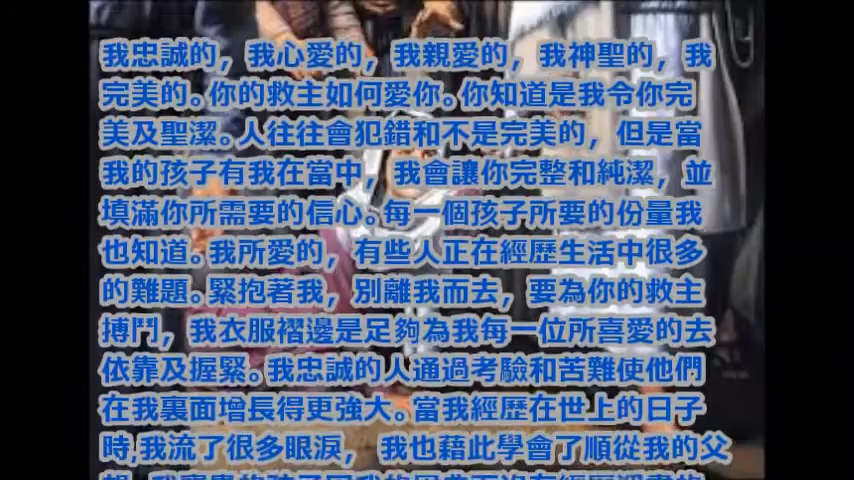 我忠誠的，我心愛的，我親愛的，我神聖的，我
完美的。你的救主如何愛你。你知道是我令你完
美及聖潔。人往往會犯錯和不是完美的，但是當
我的孩子有我在當中，我會讓你完整和純潔，並
填滿你所需要的信心。每一個孩子所要的份量我
也知道。我所愛的，有些人正在經歷生活中很多
的難題。緊抱著我，別離我而去，要為你的救主
搏鬥，我衣服褶邊是足夠為我每一位所喜愛的去
依靠及握緊。我忠誠的人通過考驗和苦難使他們
在我裏面增長得更強大。當我經歷在世上的日子
時,我流了很多眼淚， 我也藉此學會了順從我的父